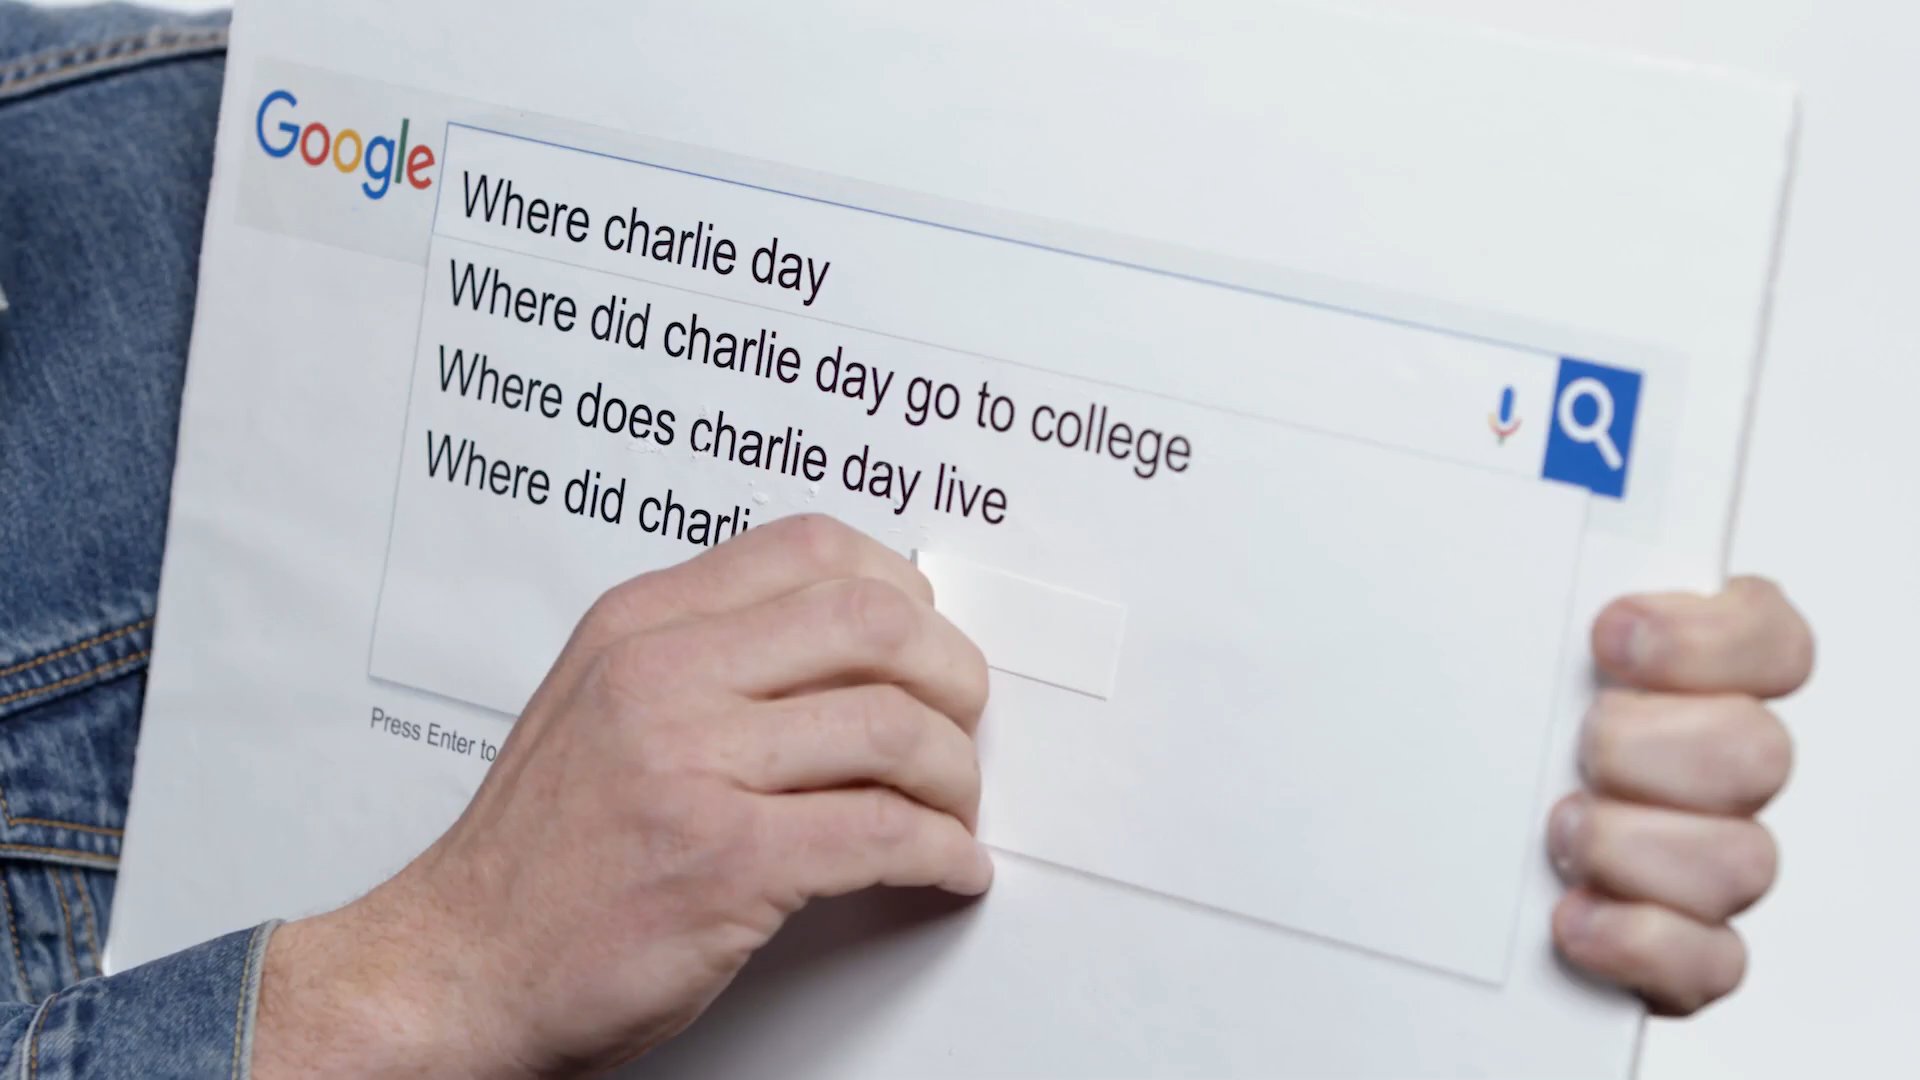 Google
Where charlie day
Where did charlie day go to college
Where does charlie day live
Where did charli
Press Enter to